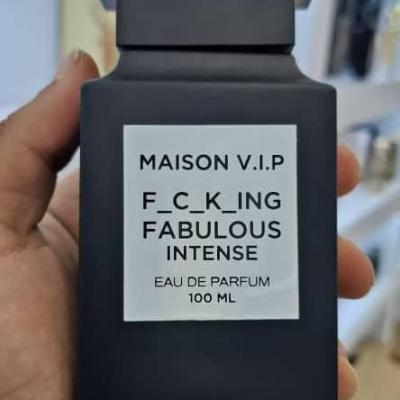 MAISON V.I.P
F_C_K_ING
FABULOUS
INTENSE
EAU DE PARFUM
100 ML